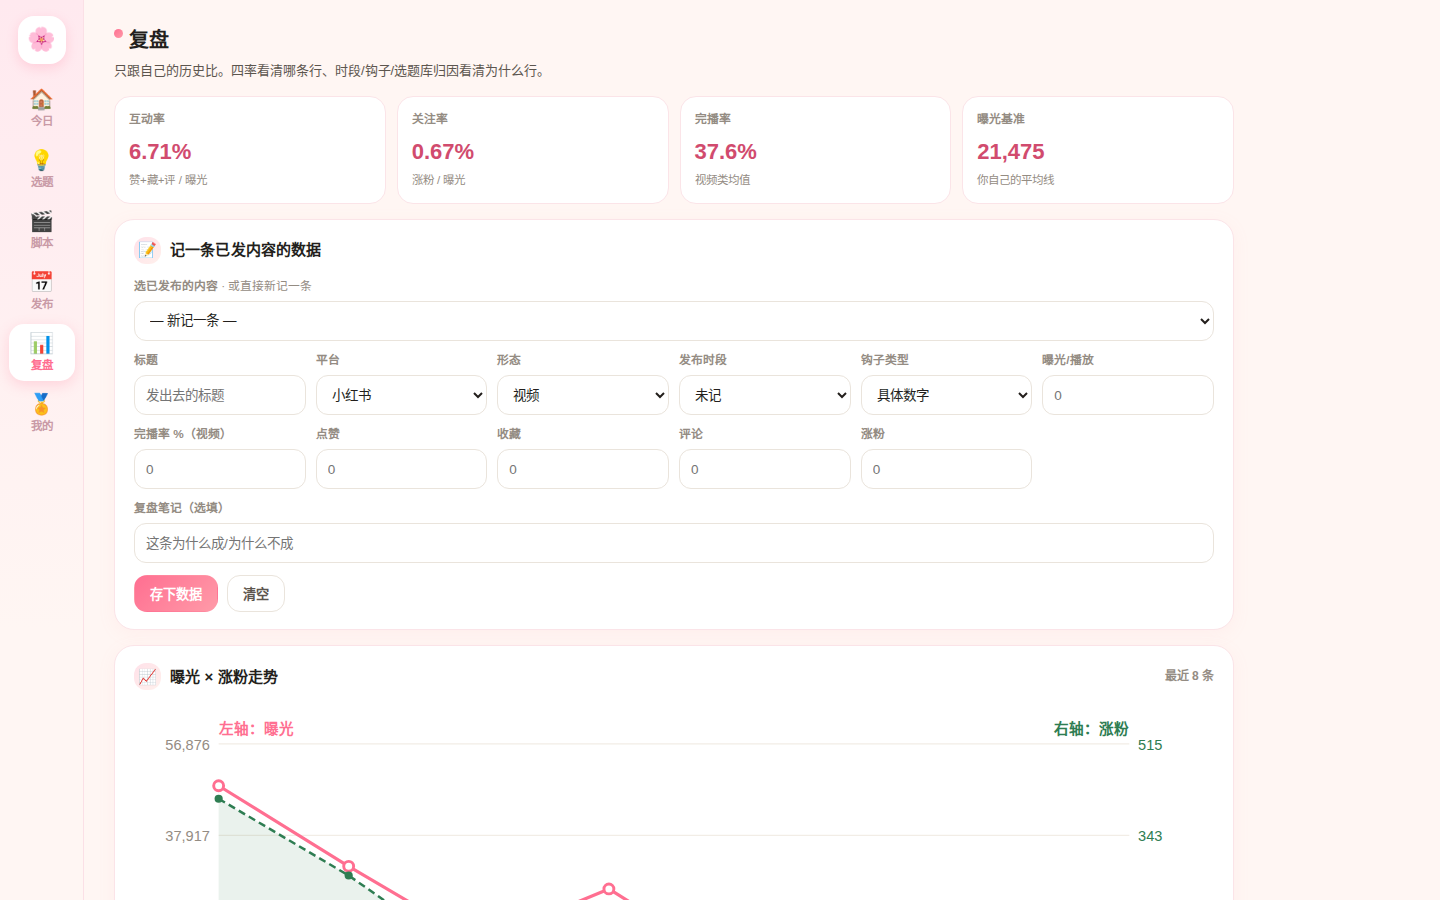 复盘
只跟自己的历史比。四率看清哪条行、时段/钩子/选题库归因看清为什么行。
今日
选题
脚本
发布
复盘
我的
互动率
6.71%
赞+藏+评 / 曝光
关注率
0.67%
涨粉 / 曝光
完播率
37.6%
视频类均值
曝光基准
21,475
你自己的平均线
记一条已发内容的数据
选已发布的内容 · 或直接新记一条
— 新记一条 —
标题
平台
形态
发布时段
钩子类型
曝光/播放
发出去的标题
小红书
视频
未记
具体数字
0
完播率 %（视频）
点赞
收藏
评论
涨粉
0
0
0
0
0
复盘笔记（选填）
这条为什么成/为什么不成
存下数据
清空
曝光 × 涨粉走势
最近 8 条
左轴：曝光
右轴：涨粉
56,876
515
37,917
343